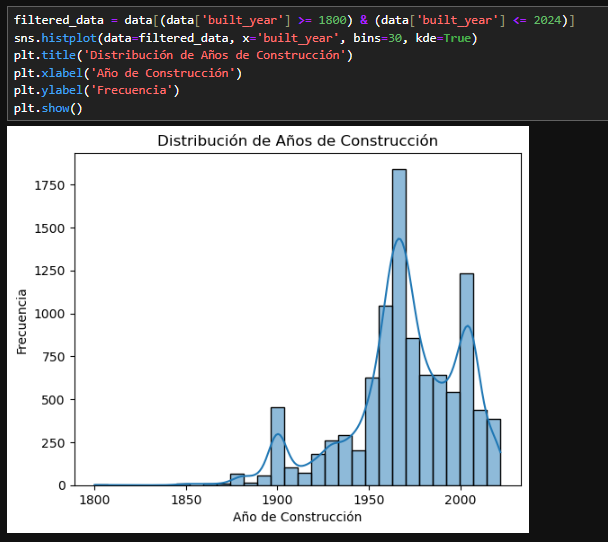 filtered_data = data[(data['built_year'] >= 1800) & (data['built_year'] <= 2024)]
sns.histplot(data=filtered_data, x='built_year', bins=30, kde=True)
plt.title('Distribución de Años de Construcción')
plt.xlabel('Año de Construcción')
plt.ylabel('Frecuencia')
plt.show()
Distribución de Años de Construcción
1750
1500
1250
1000
750
500
250
0
Frecuencia
1800 1850 1900 1950 2000
Año de Construcción